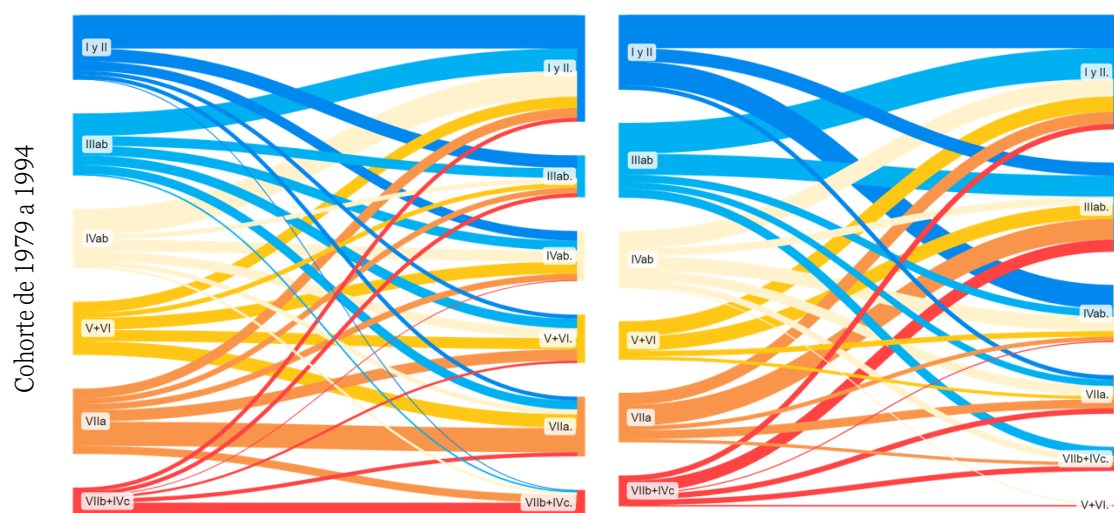 Cohorte de 1979 a 1994
I y II
IIIab
IVab
V+VI
VIIa
VIIb+IVc
I y II.
IIIab.
IVab.
V+VI.
VIIa.
VIIb+IVc.
I y II
IIIab
IVab
V+VI
VIIa
VIIb+IVc
I y II.
IIIab.
IVab.
VIIa.
VIIb+IVc.
V+VI.